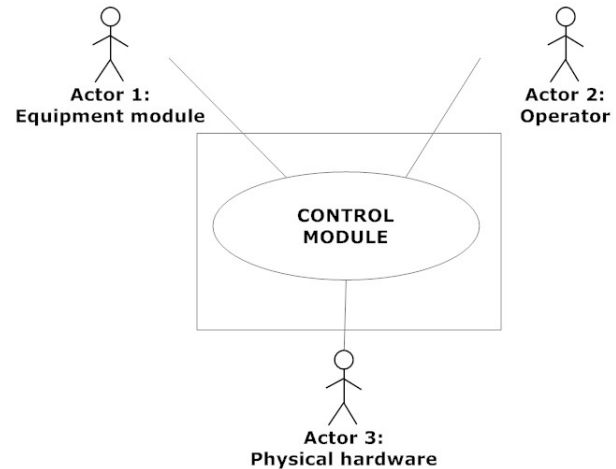 Actor 1:
Equipment module
Actor 2:
Operator
CONTROL
MODULE
Actor 3:
Physical hardware